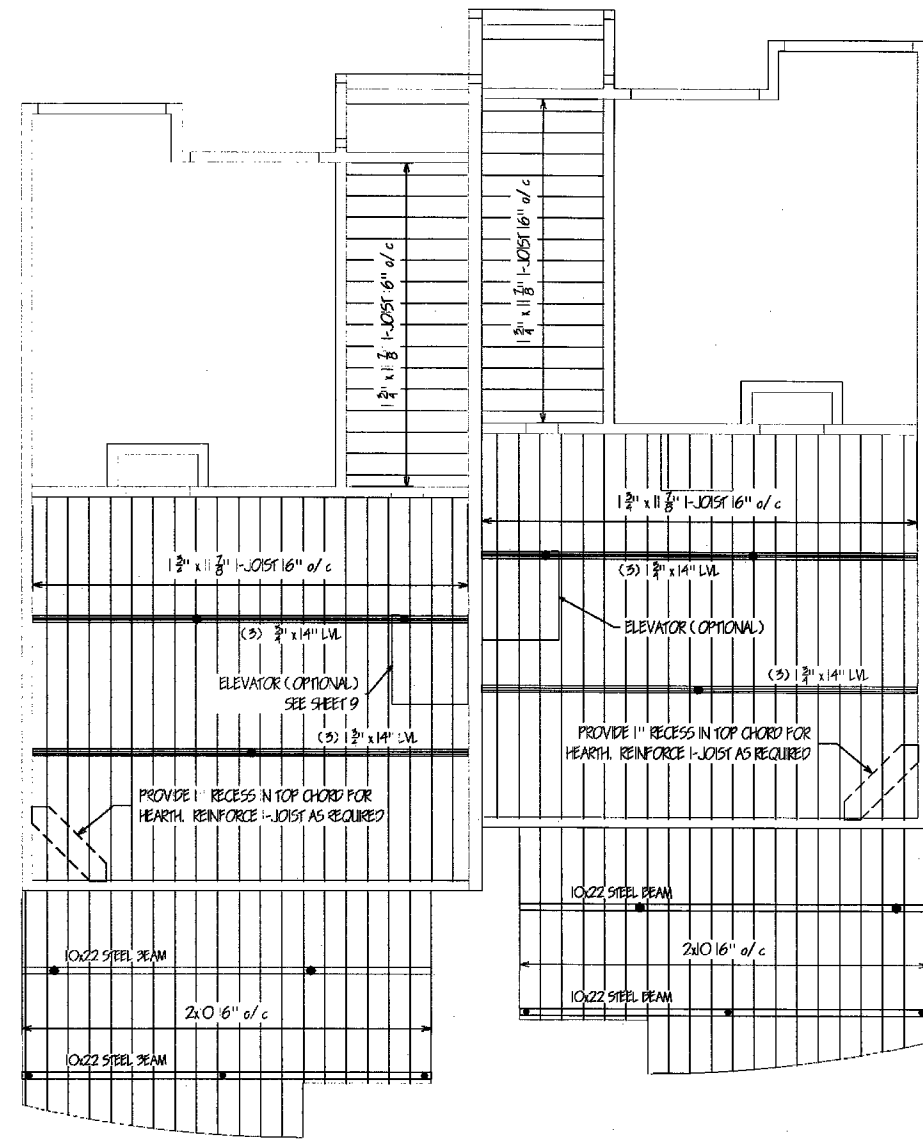 1 3/4" x 11 7/8" I-JOIST 16" o/c
1 3/4" x 11 7/8" I-JOIST 16" o/c
1 3/4" x 11 7/8" I-JOIST 16" o/c
(3) 1 3/4" x 14" LVL
ELEVATOR (OPTIONAL)
(3) 1 3/4" x 14" LVL
PROVIDE 1" RECESS IN TOP CHORD FOR
HEARTH. REINFORCE I-JOIST AS REQUIRED
10x22 STEEL BEAM
2x10 16" o/c
10x22 STEEL BEAM
1 3/4" x 11 7/8" I-JOIST 16" o/c
(3) 3/4" x 14" LVL
ELEVATOR (OPTIONAL)
SEE SHEET 9
(3) 1 3/4" x 14" LVL
PROVIDE 1" RECESS IN TOP CHORD FOR
HEARTH. REINFORCE I-JOIST AS REQUIRED
10x22 STEEL BEAM
2x10 16" o/c
10x22 STEEL BEAM